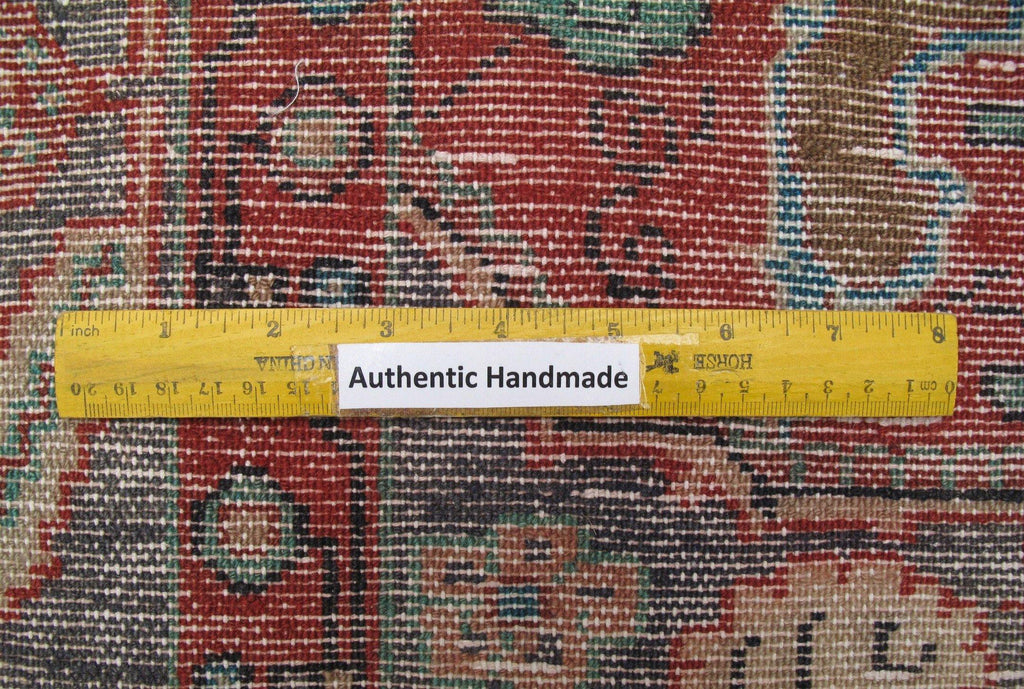 inch 1 2 3 4 5 6 7 8
HORSE
N CHINA
Authentic Handmade
20 19 18 17 16 15 7 6 5 4 3 2 1 0 cm